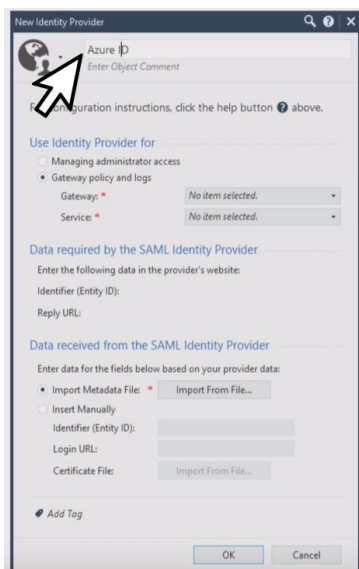 New Identity Provider
Azure ID
Enter Object Comment
configuration instructions, click the help button ? above.
Use Identity Provider for
Managing administrator access
Gateway policy and logs
Gateway: * No item selected.
Service: * No item selected.
Data required by the SAML Identity Provider
Enter the following data in the provider's website:
Identifier (Entity ID):
Reply URL:
Data received from the SAML Identity Provider
Enter data for the fields below based on your provider data:
Import Metadata File: * Import From File...
Insert Manually
Identifier (Entity ID):
Login URL:
Certificate File: Import From File...
Add Tag
OK Cancel